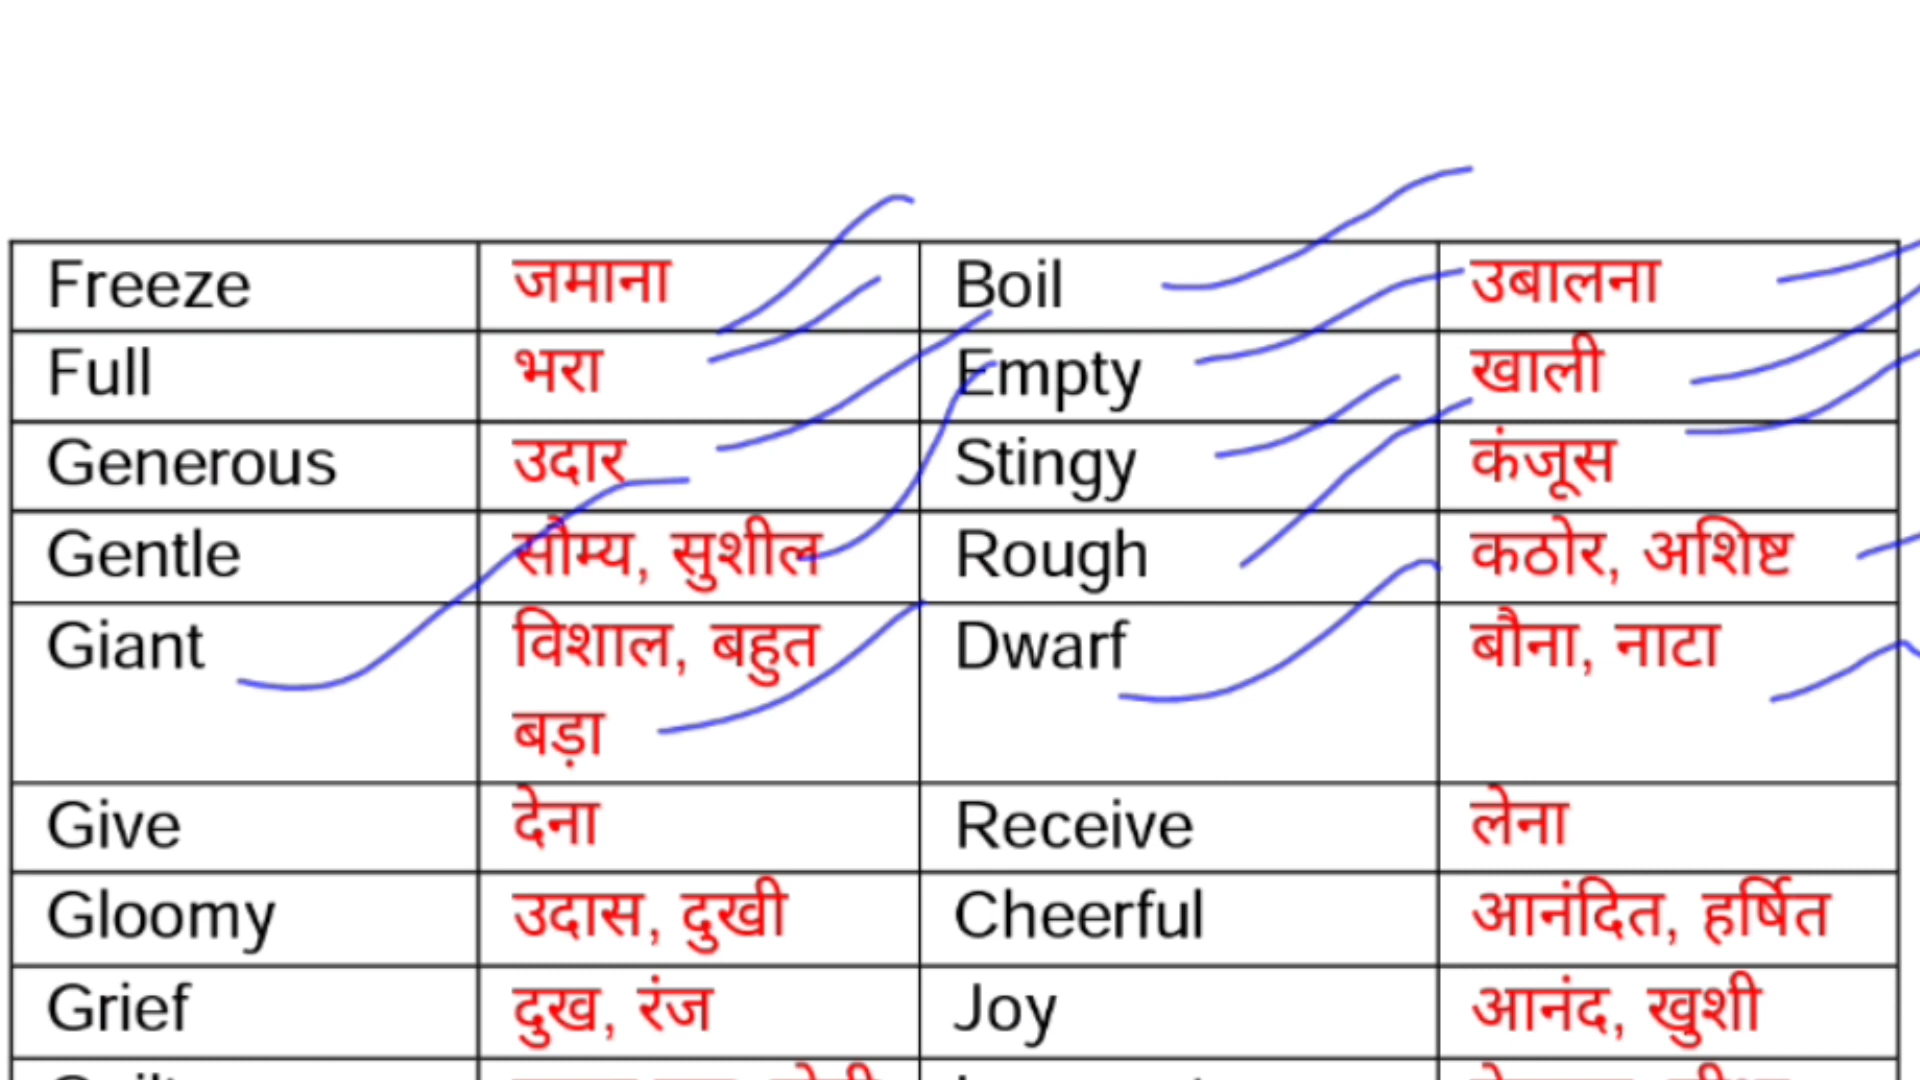 Freeze जमाना Boil उबालना
Full भरा Empty खाली
Generous उदार Stingy कंजूस
Gentle सौम्य, सुशील Rough कठोर, अशिष्ट
Giant विशाल, बहुत Dwarf बौना, नाटा
बड़ा
Give देना Receive लेना
Gloomy उदास, दुखी Cheerful आनंदित, हर्षित
Grief दुख, रंज Joy आनंद, खुशी